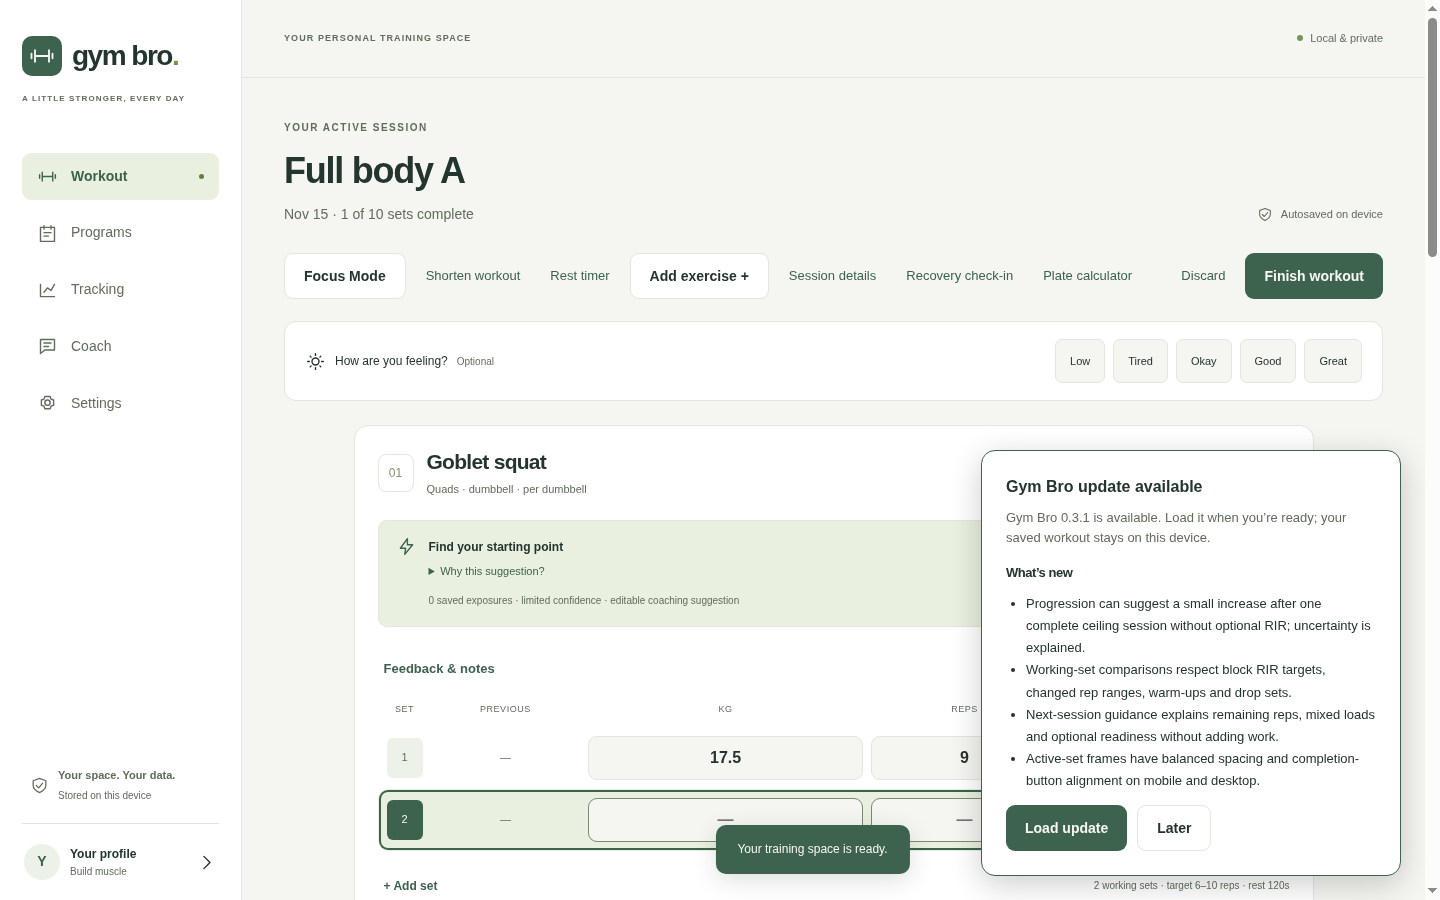 gym bro.
A LITTLE STRONGER, EVERY DAY
Workout
Programs
Tracking
Coach
Settings
Your space. Your data.
Stored on this device
Y
Your profile
Build muscle
YOUR PERSONAL TRAINING SPACE
Local & private
YOUR ACTIVE SESSION
Full body A
Nov 15 · 1 of 10 sets complete
Autosaved on device
Focus Mode
Shorten workout
Rest timer
Add exercise +
Session details
Recovery check-in
Plate calculator
Discard
Finish workout
How are you feeling? Optional
Low
Tired
Okay
Good
Great
01
Goblet squat
Quads · dumbbell · per dumbbell
Find your starting point
Why this suggestion?
0 saved exposures · limited confidence · editable coaching suggestion
Feedback & notes
SET PREVIOUS KG REPS
1 — 17.5 9
2 — — —
+ Add set
2 working sets · target 6–10 reps · rest 120s
Your training space is ready.
Gym Bro update available
Gym Bro 0.3.1 is available. Load it when you’re ready; your
saved workout stays on this device.
What’s new
• Progression can suggest a small increase after one
complete ceiling session without optional RIR; uncertainty is
explained.
• Working-set comparisons respect block RIR targets,
changed rep ranges, warm-ups and drop sets.
• Next-session guidance explains remaining reps, mixed loads
and optional readiness without adding work.
• Active-set frames have balanced spacing and completion-
button alignment on mobile and desktop.
Load update
Later